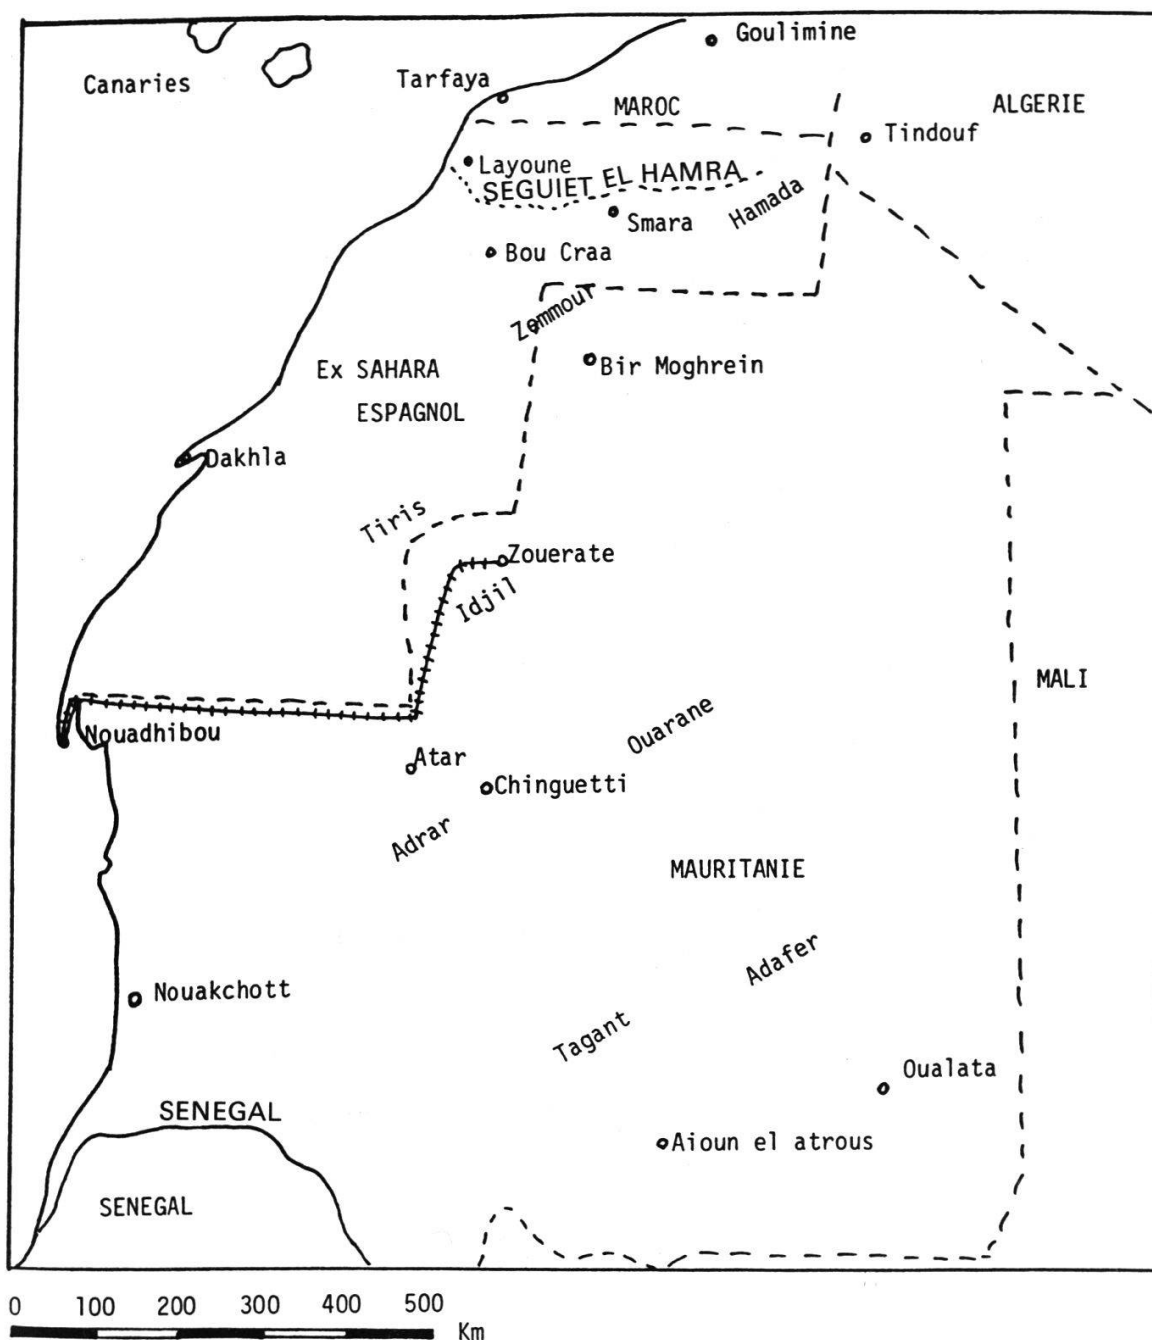 Goulimine
Canaries
Tarfaya
MAROC
ALGERIE
Tindouf
Layoune
SEGUIET EL HAMRA
Hamada
Smara
Bou Craa
Zemmour
Bir Moghrein
Ex SAHARA
ESPAGNOL
Dakhla
Tiris
Zouerate
Idjil
MALI
Nouadhibou
Ouarane
Atar
Chinguetti
Adrar
MAURITANIE
Adafer
Nouakchott
Tagant
Oualata
SENEGAL
Aioun el atrous
SENEGAL
0 100 200 300 400 500
Km